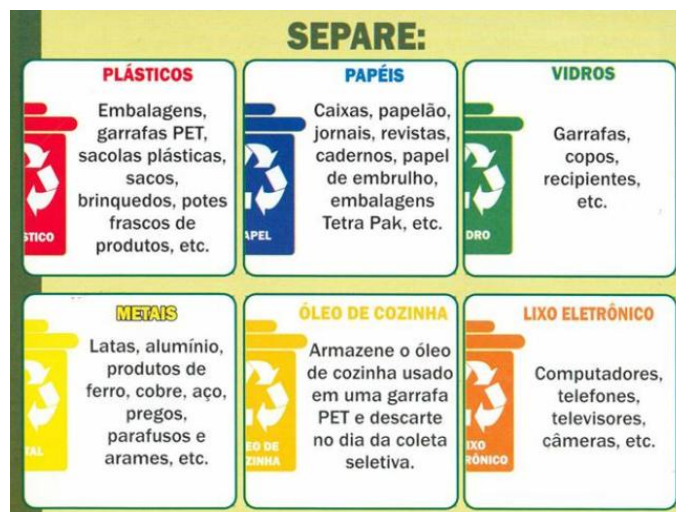 SEPARE:
PLÁSTICOS
Embalagens,
garrafas PET,
sacolas plásticas,
sacos,
brinquedos, potes
frascos de
produtos, etc.
STICO
PAPÉIS
Caixas, papelão,
jornais, revistas,
cadernos, papel
de embrulho,
embalagens
Tetra Pak, etc.
APEL
VIDROS
Garrafas,
copos,
recipientes,
etc.
DRO
METAIS
Latas, alumínio,
produtos de
ferro, cobre, aço,
pregos,
parafusos e
arames, etc.
TAL
ÓLEO DE COZINHA
Armazene o óleo
de cozinha usado
em uma garrafa
PET e descarte
no dia da coleta
seletiva.
EO DE
ZINHA
LIXO ELETRÔNICO
Computadores,
telefones,
televisores,
câmeras, etc.
IXO
RÔNICO